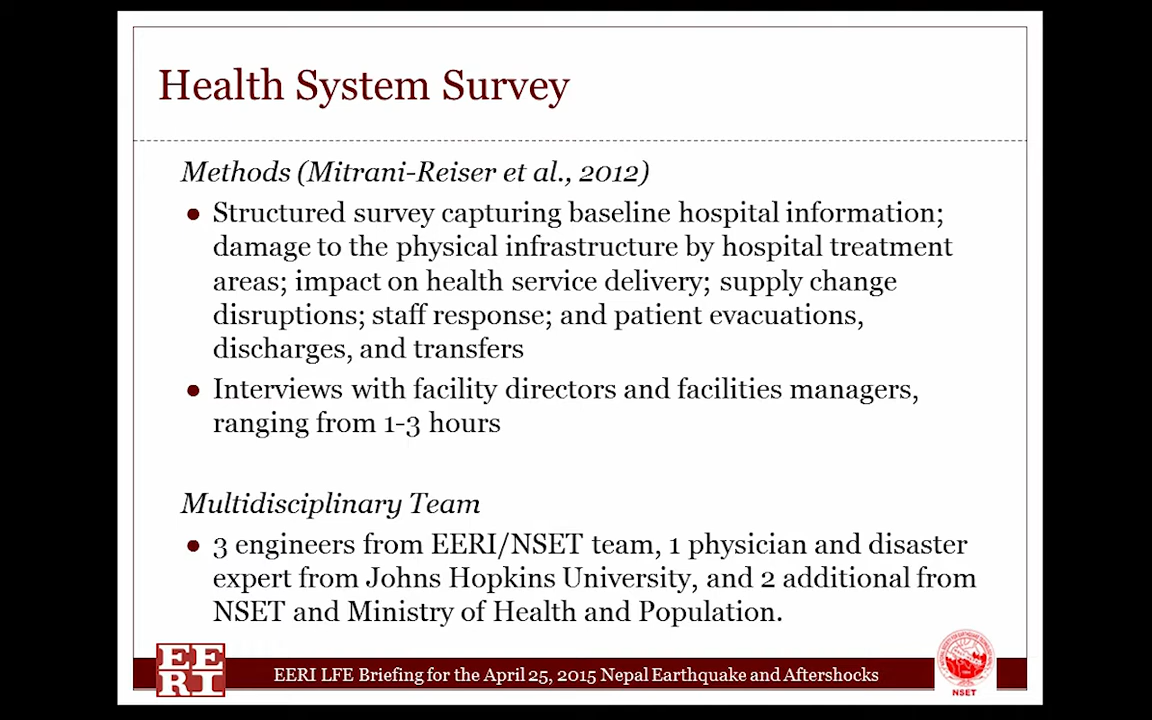 Health System Survey
Methods (Mitrani-Reiser et al., 2012)
● Structured survey capturing baseline hospital information;
damage to the physical infrastructure by hospital treatment
areas; impact on health service delivery; supply change
disruptions; staff response; and patient evacuations,
discharges, and transfers
● Interviews with facility directors and facilities managers,
ranging from 1-3 hours
Multidisciplinary Team
● 3 engineers from EERI/NSET team, 1 physician and disaster
expert from Johns Hopkins University, and 2 additional from
NSET and Ministry of Health and Population.
EE
RI
EERI LFE Briefing for the April 25, 2015 Nepal Earthquake and Aftershocks
NSET